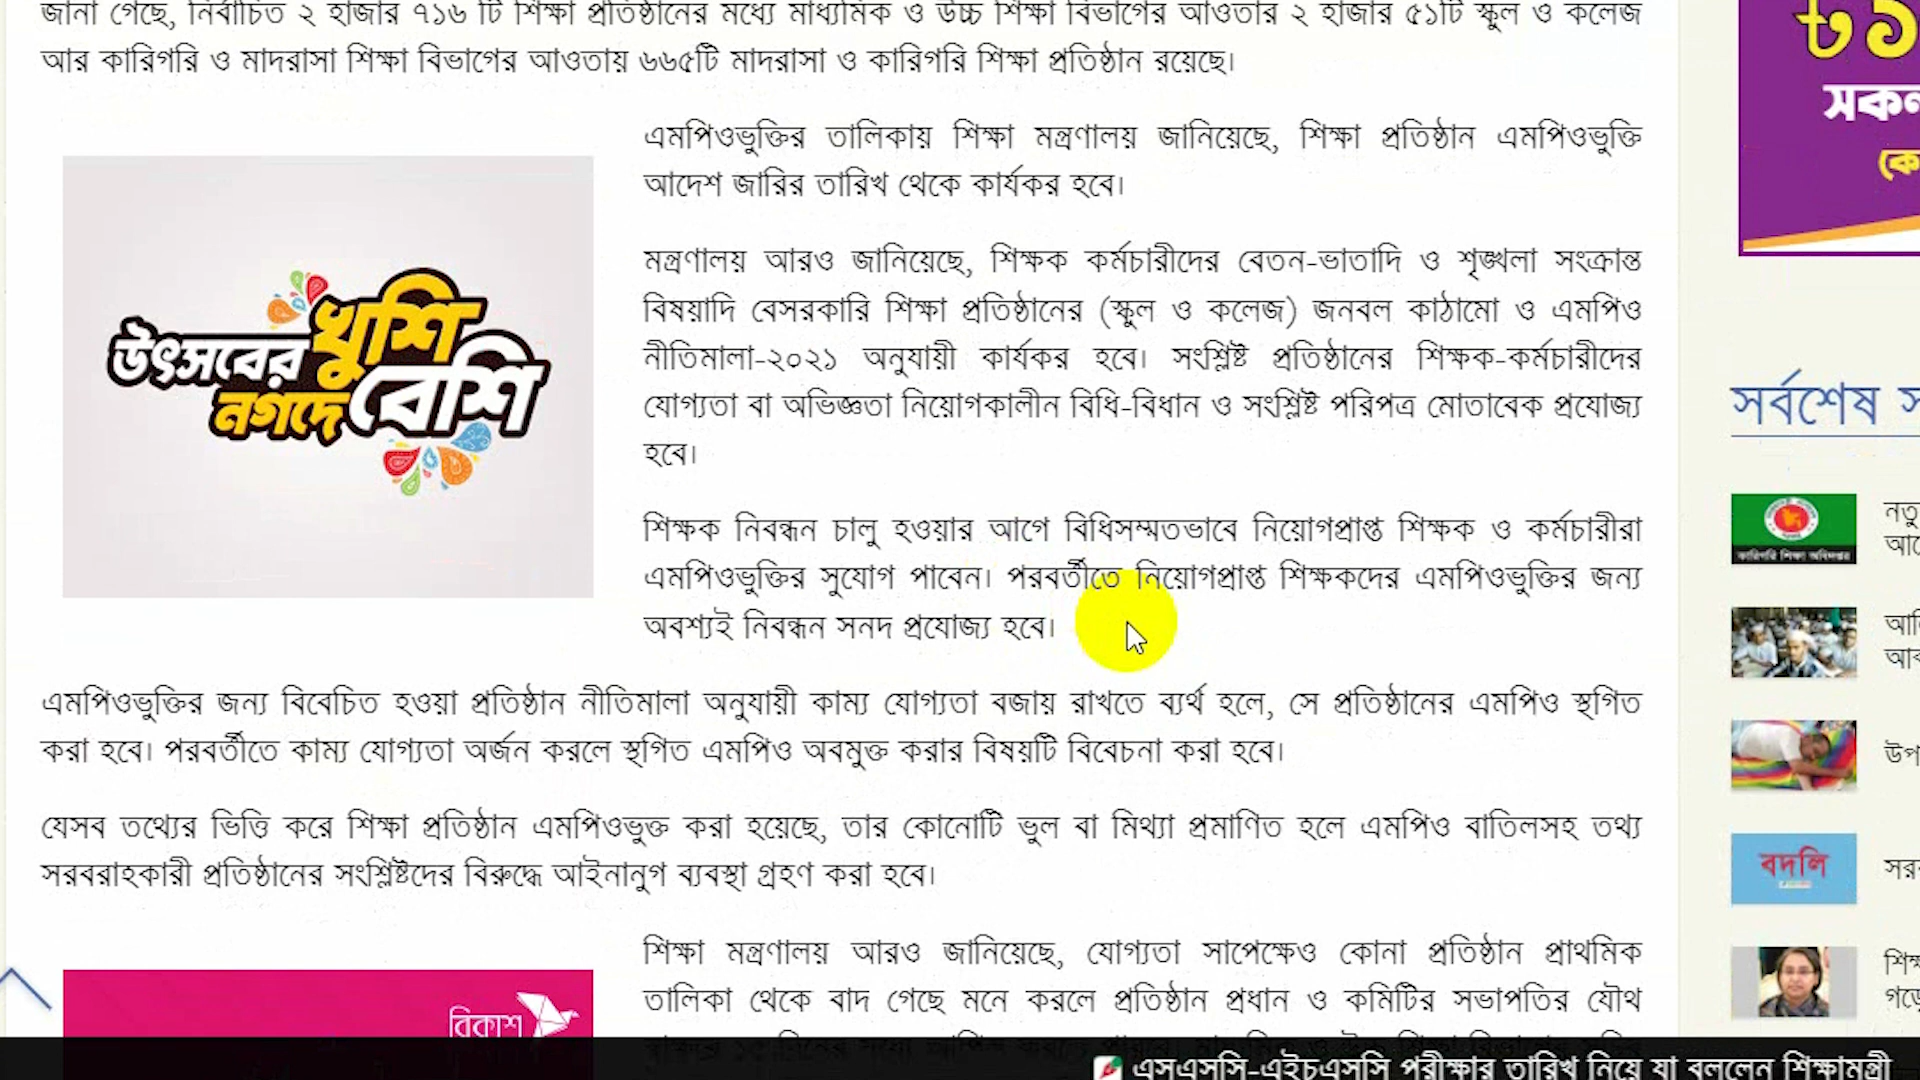 জানা গেছে, নির্বাচিত ২ হাজার ৭১৬ টি শিক্ষা প্রতিষ্ঠানের মধ্যে মাধ্যমিক ও উচ্চ শিক্ষা বিভাগের আওতার ২ হাজার ৫১টি স্কুল ও কলেজ
আর কারিগরি ও মাদরাসা শিক্ষা বিভাগের আওতায় ৬৬৫টি মাদরাসা ও কারিগরি শিক্ষা প্রতিষ্ঠান রয়েছে।
এমপিওভুক্তির তালিকায় শিক্ষা মন্ত্রণালয় জানিয়েছে, শিক্ষা প্রতিষ্ঠান এমপিওভুক্তি
আদেশ জারির তারিখ থেকে কার্যকর হবে।
মন্ত্রণালয় আরও জানিয়েছে, শিক্ষক কর্মচারীদের বেতন-ভাতাদি ও শৃঙ্খলা সংক্রান্ত
বিষয়াদি বেসরকারি শিক্ষা প্রতিষ্ঠানের (স্কুল ও কলেজ) জনবল কাঠামো ও এমপিও
নীতিমালা-২০২১ অনুযায়ী কার্যকর হবে। সংশ্লিষ্ট প্রতিষ্ঠানের শিক্ষক-কর্মচারীদের
যোগ্যতা বা অভিজ্ঞতা নিয়োগকালীন বিধি-বিধান ও সংশ্লিষ্ট পরিপত্র মোতাবেক প্রযোজ্য
হবে।
উৎসবের খুশি
নগদে বেশি
শিক্ষক নিবন্ধন চালু হওয়ার আগে বিধিসম্মতভাবে নিয়োগপ্রাপ্ত শিক্ষক ও কর্মচারীরা
এমপিওভুক্তির সুযোগ পাবেন। পরবর্তীতে নিয়োগপ্রাপ্ত শিক্ষকদের এমপিওভুক্তির জন্য
অবশ্যই নিবন্ধন সনদ প্রযোজ্য হবে।
এমপিওভুক্তির জন্য বিবেচিত হওয়া প্রতিষ্ঠান নীতিমালা অনুযায়ী কাম্য যোগ্যতা বজায় রাখতে ব্যর্থ হলে, সে প্রতিষ্ঠানের এমপিও স্থগিত
করা হবে। পরবর্তীতে কাম্য যোগ্যতা অর্জন করলে স্থগিত এমপিও অবমুক্ত করার বিষয়টি বিবেচনা করা হবে।
যেসব তথ্যের ভিত্তি করে শিক্ষা প্রতিষ্ঠান এমপিওভুক্ত করা হয়েছে, তার কোনোটি ভুল বা মিথ্যা প্রমাণিত হলে এমপিও বাতিলসহ তথ্য
সরবরাহকারী প্রতিষ্ঠানের সংশ্লিষ্টদের বিরুদ্ধে আইনানুগ ব্যবস্থা গ্রহণ করা হবে।
শিক্ষা মন্ত্রণালয় আরও জানিয়েছে, যোগ্যতা সাপেক্ষেও কোনা প্রতিষ্ঠান প্রাথমিক
তালিকা থেকে বাদ গেছে মনে করলে প্রতিষ্ঠান প্রধান ও কমিটির সভাপতির যৌথ
বিকাশ
৳১
সর্বশেষ
কারিগরি শিক্ষা অধিদপ্তর
বদলি
এসএসসি-এইচএসসি পরীক্ষার তারিখ নিয়ে যা বললেন শিক্ষামন্ত্রী